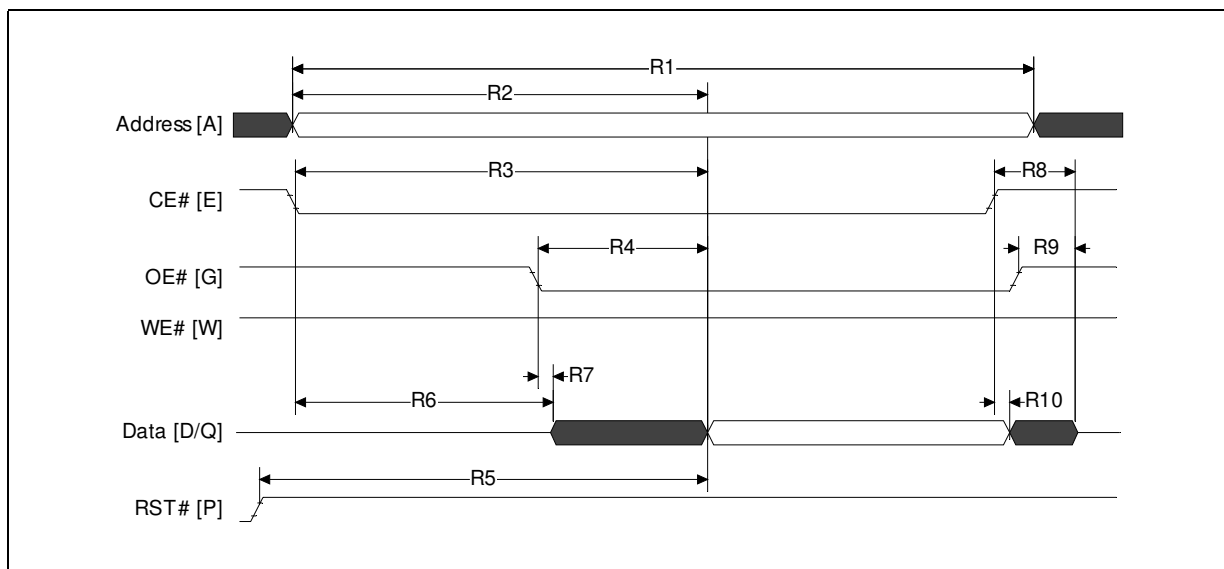 R1
R2
Address [A]
R3
R8
CE# [E]
R4
R9
OE# [G]
WE# [W]
R7
R6
R10
Data [D/Q]
R5
RST# [P]